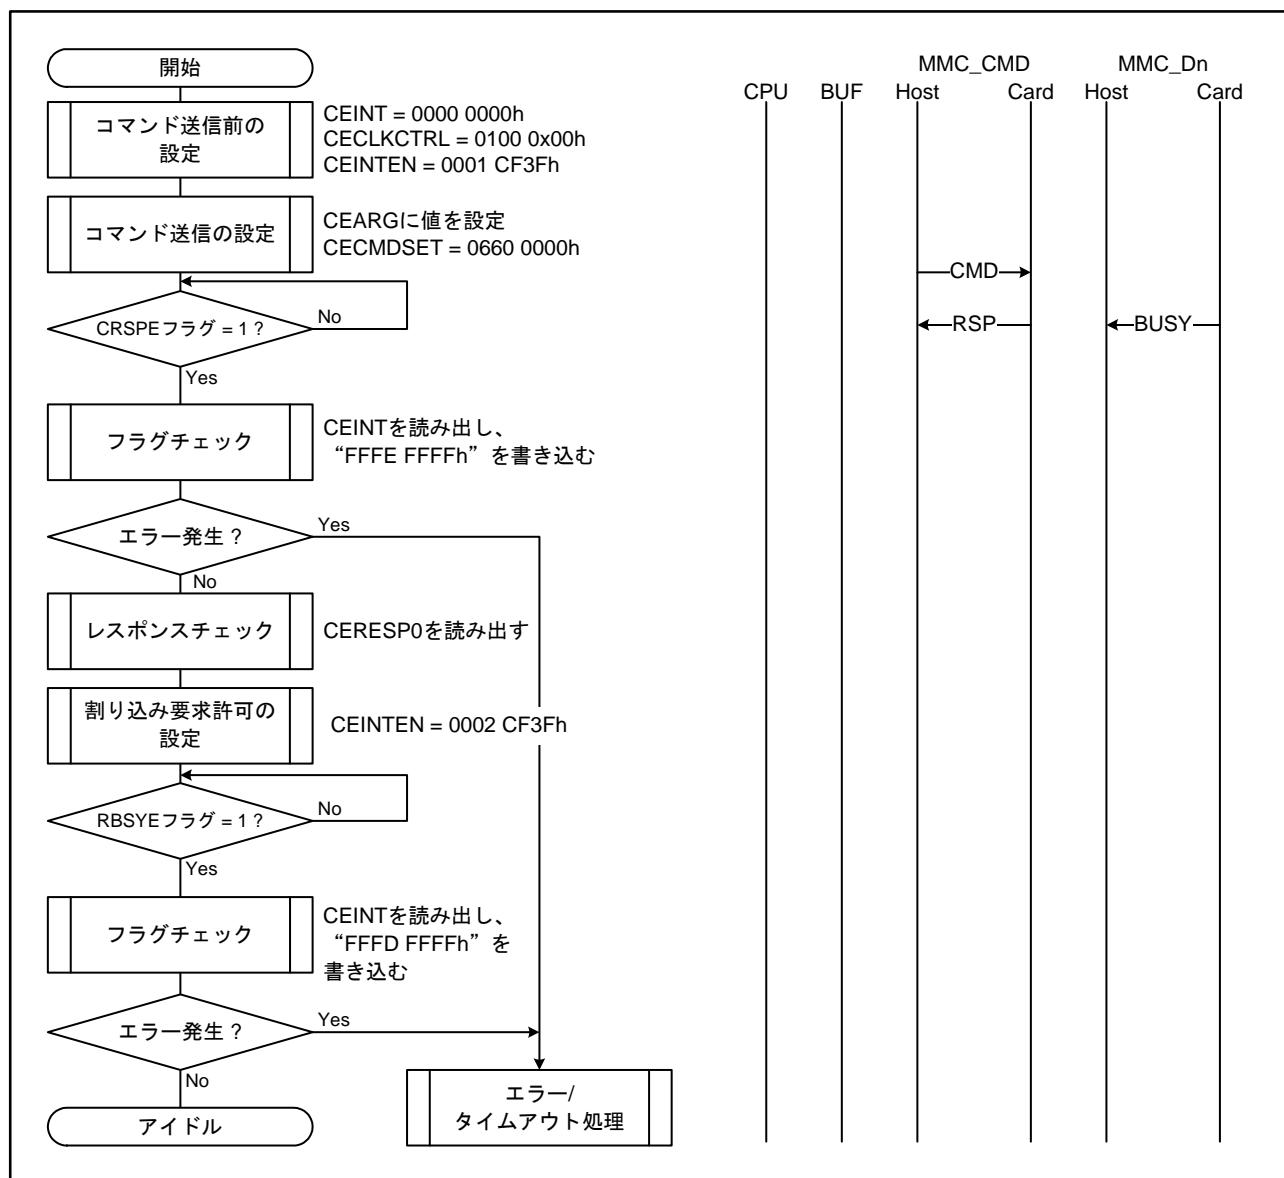 開始
コマンド送信前の
設定
CEINT = 0000 0000h
CECLKCTRL = 0100 0x00h
CEINTEN = 0001 CF3Fh
コマンド送信の設定
CEARGに値を設定
CECMDSET = 0660 0000h
CRSPEフラグ = 1 ?
No
Yes
フラグチェック
CEINTを読み出し、
“FFFE FFFFh”を書き込む
エラー発生 ?
Yes
No
レスポンスチェック
CERESP0を読み出す
割り込み要求許可の
設定
CEINTEN = 0002 CF3Fh
RBSYEフラグ = 1 ?
No
Yes
フラグチェック
CEINTを読み出し、
“FFFD FFFFh”を
書き込む
エラー発生 ?
Yes
No
アイドル
エラー/
タイムアウト処理
MMC_CMD MMC_Dn
CPU BUF Host Card Host Card
CMD
RSP BUSY